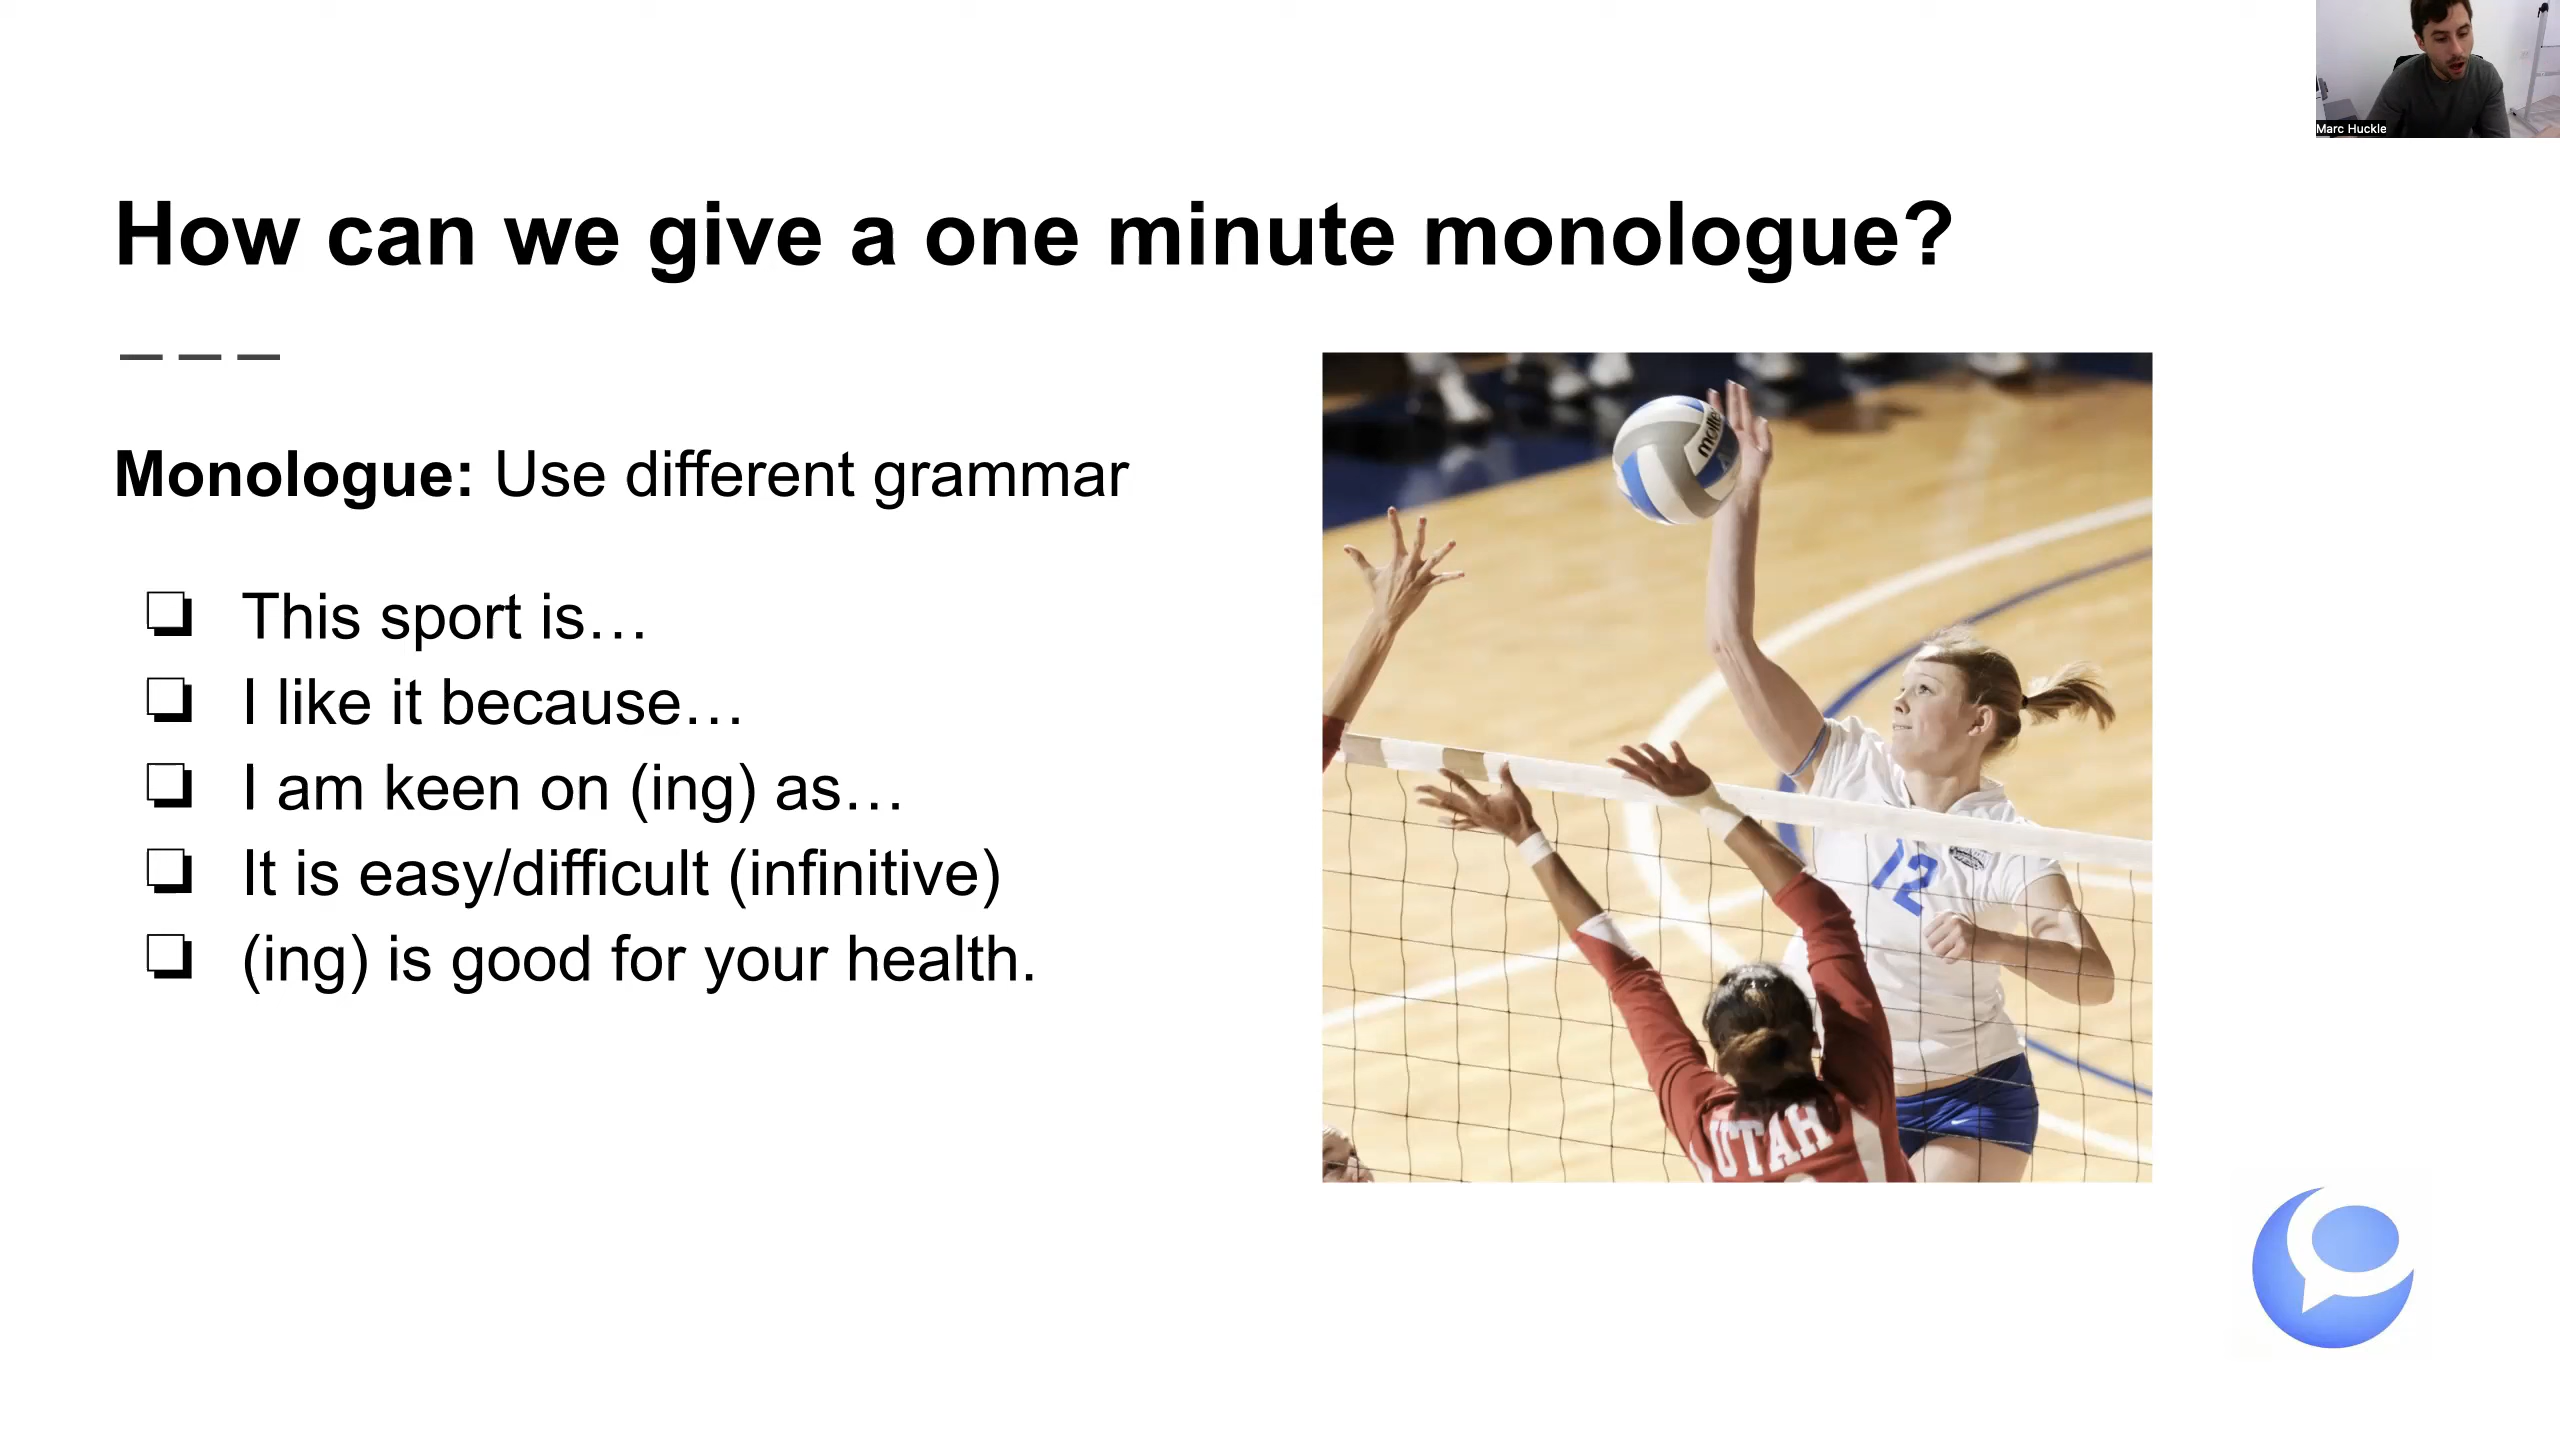 Marc Huckle
How can we give a one minute monologue?
Monologue: Use different grammar
❏ This sport is…
❏ I like it because…
❏ I am keen on (ing) as…
❏ It is easy/difficult (infinitive)
❏ (ing) is good for your health.
12
UTAH